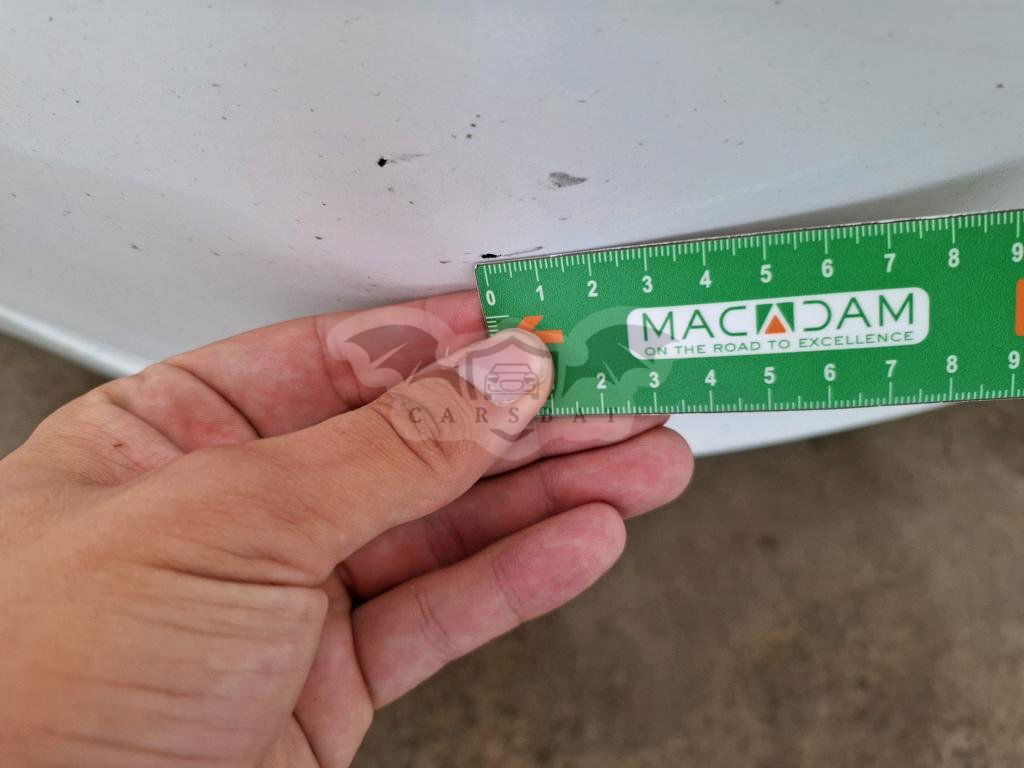 0 1 2 3 4 5 6 7 8 9
MACADAM
ON THE ROAD TO EXCELLENCE
2 3 4 5 6 7 8 9
CARSBAT